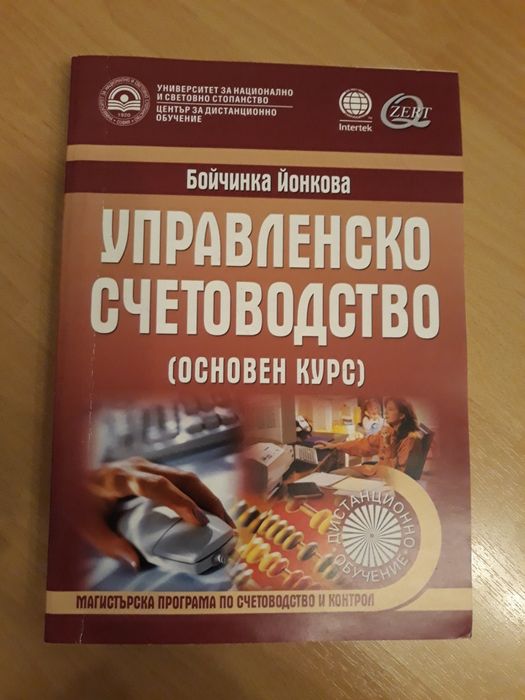 УНИВЕРСИТЕТ ЗА НАЦИОНАЛНО
И СВЕТОВНО СТОПАНСТВО
ЦЕНТЪР ЗА ДИСТАНЦИОННО
ОБУЧЕНИЕ
1920
Intertek
ZERT
Бойчинка Йонкова
УПРАВЛЕНСКО
СЧЕТОВОДСТВО
(ОСНОВЕН КУРС)
ДИСТАНЦИОННО
ОБУЧЕНИЕ
МАГИСТЪРСКА ПРОГРАМА ПО СЧЕТОВОДСТВО И КОНТРОЛ